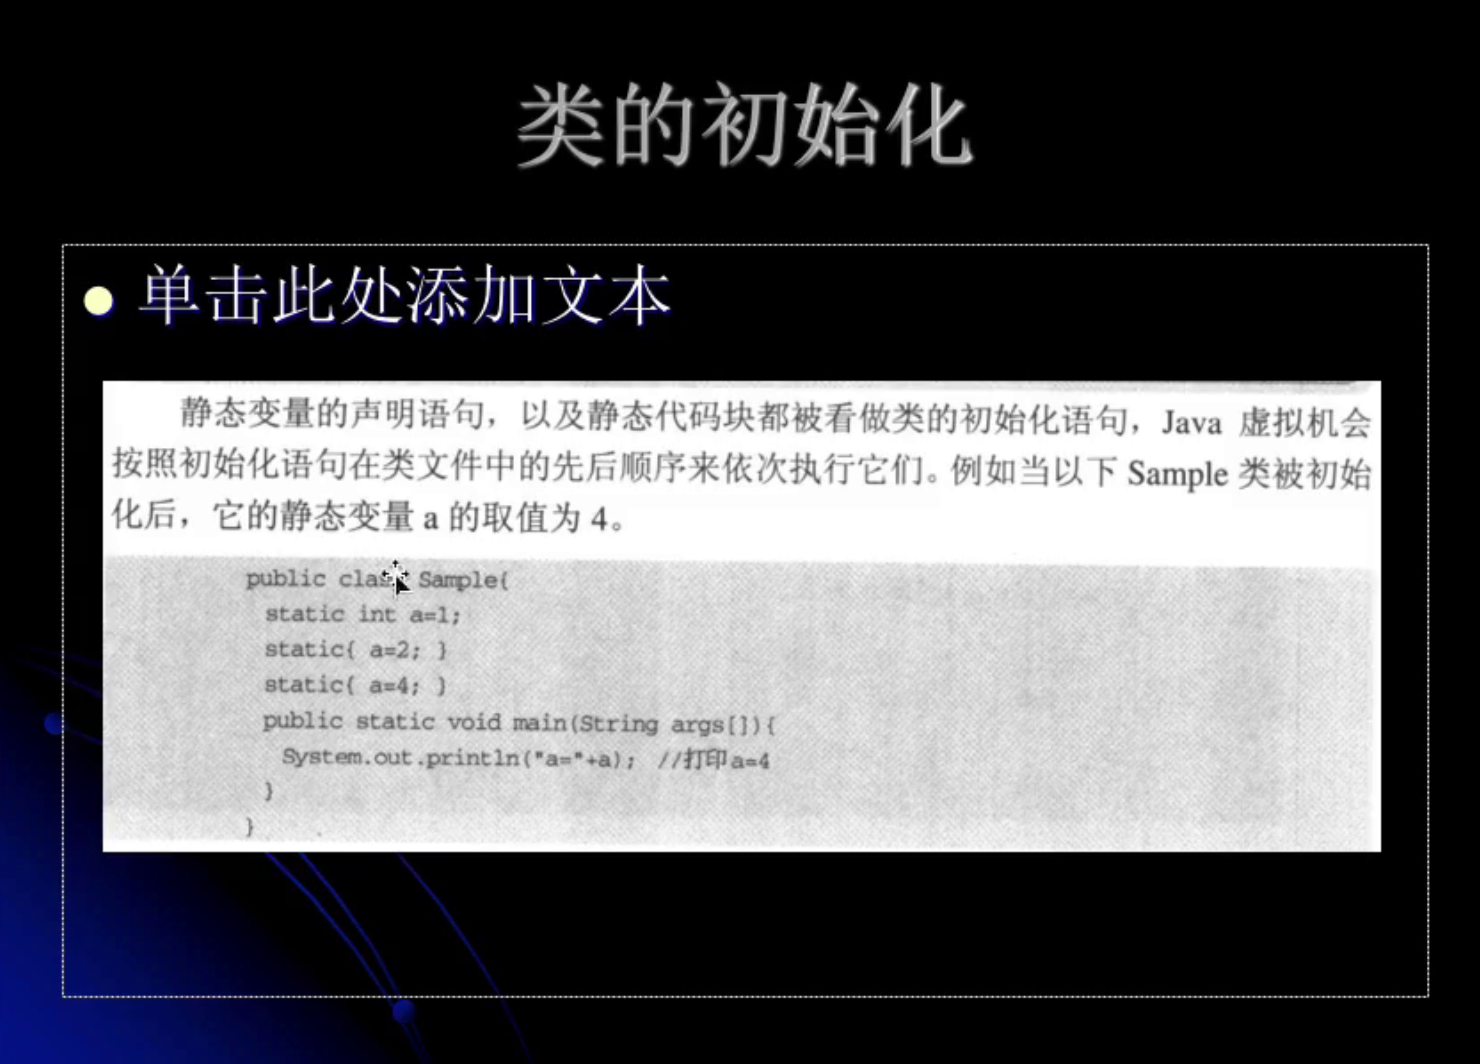 类的初始化
单击此处添加文本
静态变量的声明语句，以及静态代码块都被看做类的初始化语句，Java 虚拟机会
按照初始化语句在类文件中的先后顺序来依次执行它们。例如当以下 Sample 类被初始
化后，它的静态变量 a 的取值为 4。
public class Sample{
static int a=1;
static{ a=2; }
static{ a=4; }
public static void main(String args[]){
System.out.println("a="+a); //打印a=4
}
}